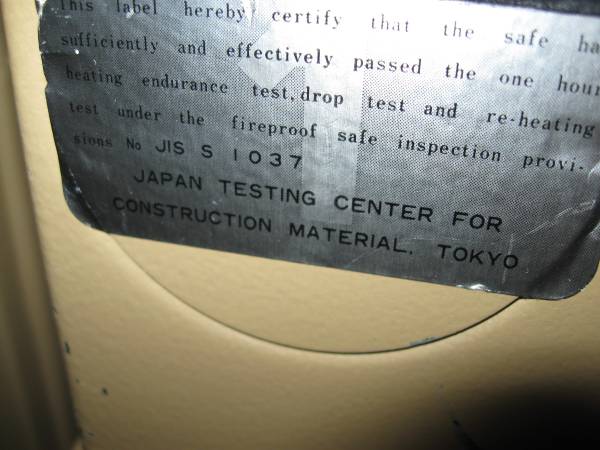 This label hereby certify that the safe ha
sufficiently and effectively passed the one hour
heating endurance test, drop test and re-heating
test under the fireproof safe inspection provi-
sions No JIS S 1037
JAPAN TESTING CENTER FOR
CONSTRUCTION MATERIAL. TOKYO